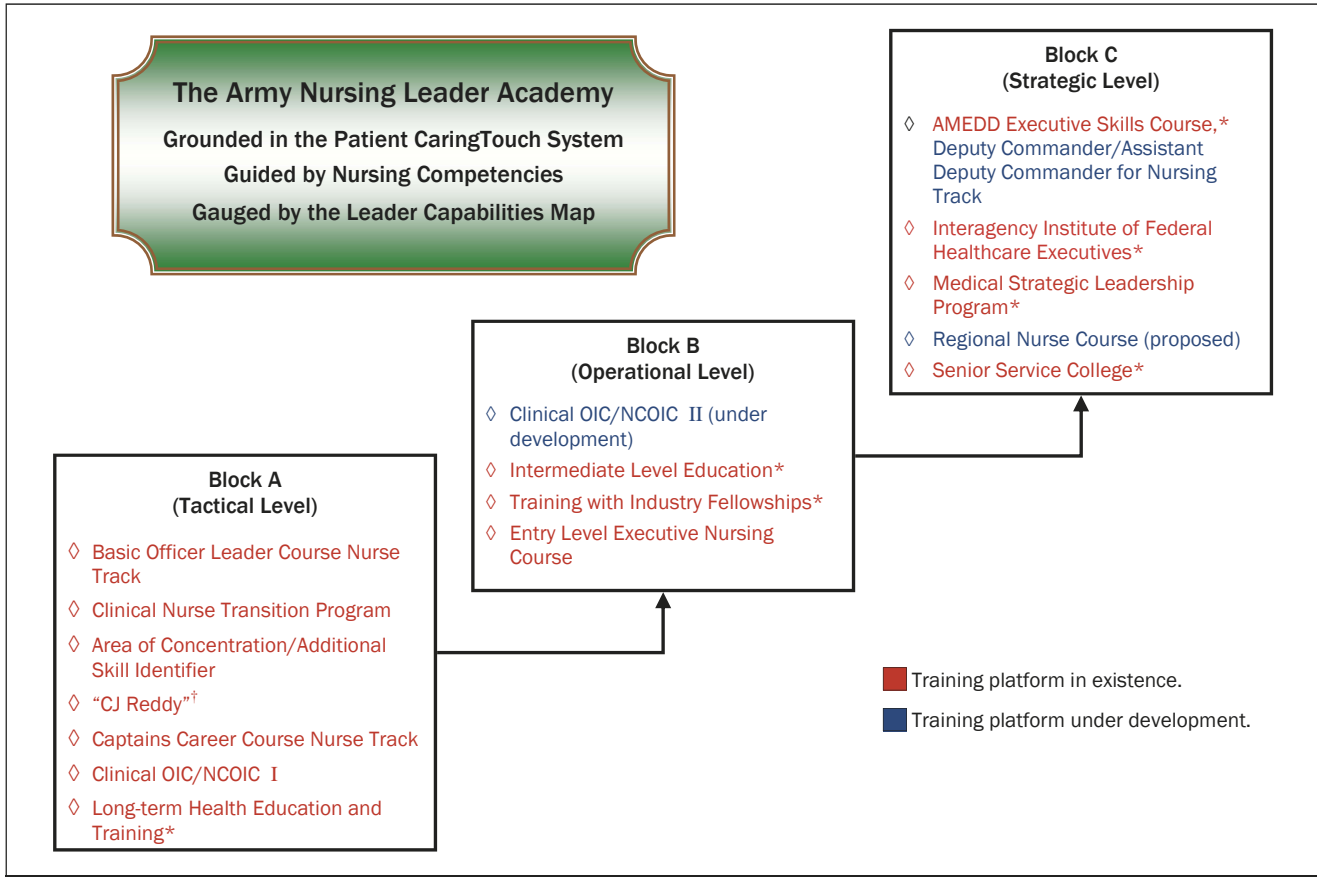 The Army Nursing Leader Academy
Grounded in the Patient CaringTouch System
Guided by Nursing Competencies
Gauged by the Leader Capabilities Map
Block A
(Tactical Level)
◊ Basic Officer Leader Course Nurse
Track
◊ Clinical Nurse Transition Program
◊ Area of Concentration/Additional
Skill Identifier
◊ “CJ Reddy”†
◊ Captains Career Course Nurse Track
◊ Clinical OIC/NCOIC I
◊ Long-term Health Education and
Training*
Block B
(Operational Level)
◊ Clinical OIC/NCOIC II (under
development)
◊ Intermediate Level Education*
◊ Training with Industry Fellowships*
◊ Entry Level Executive Nursing
Course
Block C
(Strategic Level)
◊ AMEDD Executive Skills Course,*
Deputy Commander/Assistant
Deputy Commander for Nursing
Track
◊ Interagency Institute of Federal
Healthcare Executives*
◊ Medical Strategic Leadership
Program*
◊ Regional Nurse Course (proposed)
◊ Senior Service College*
Training platform in existence.
Training platform under development.